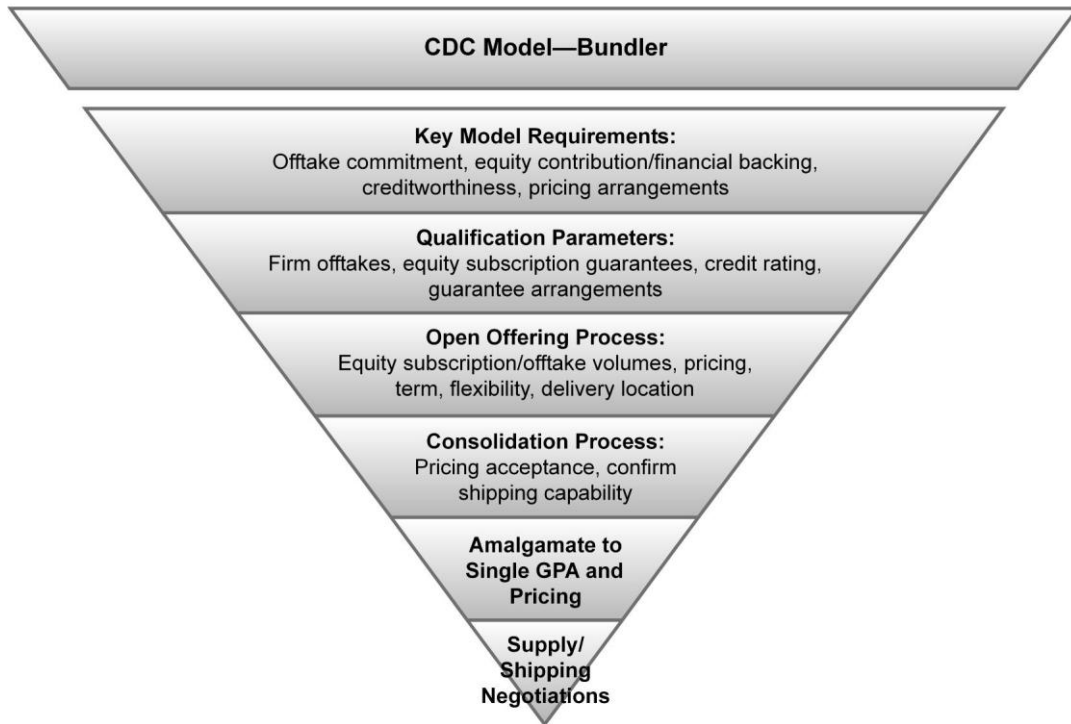 CDC Model—Bundler
Key Model Requirements:
Offtake commitment, equity contribution/financial backing,
creditworthiness, pricing arrangements
Qualification Parameters:
Firm offtakes, equity subscription guarantees, credit rating,
guarantee arrangements
Open Offering Process:
Equity subscription/offtake volumes, pricing,
term, flexibility, delivery location
Consolidation Process:
Pricing acceptance, confirm
shipping capability
Amalgamate to
Single GPA and
Pricing
Supply/
Shipping
Negotiations